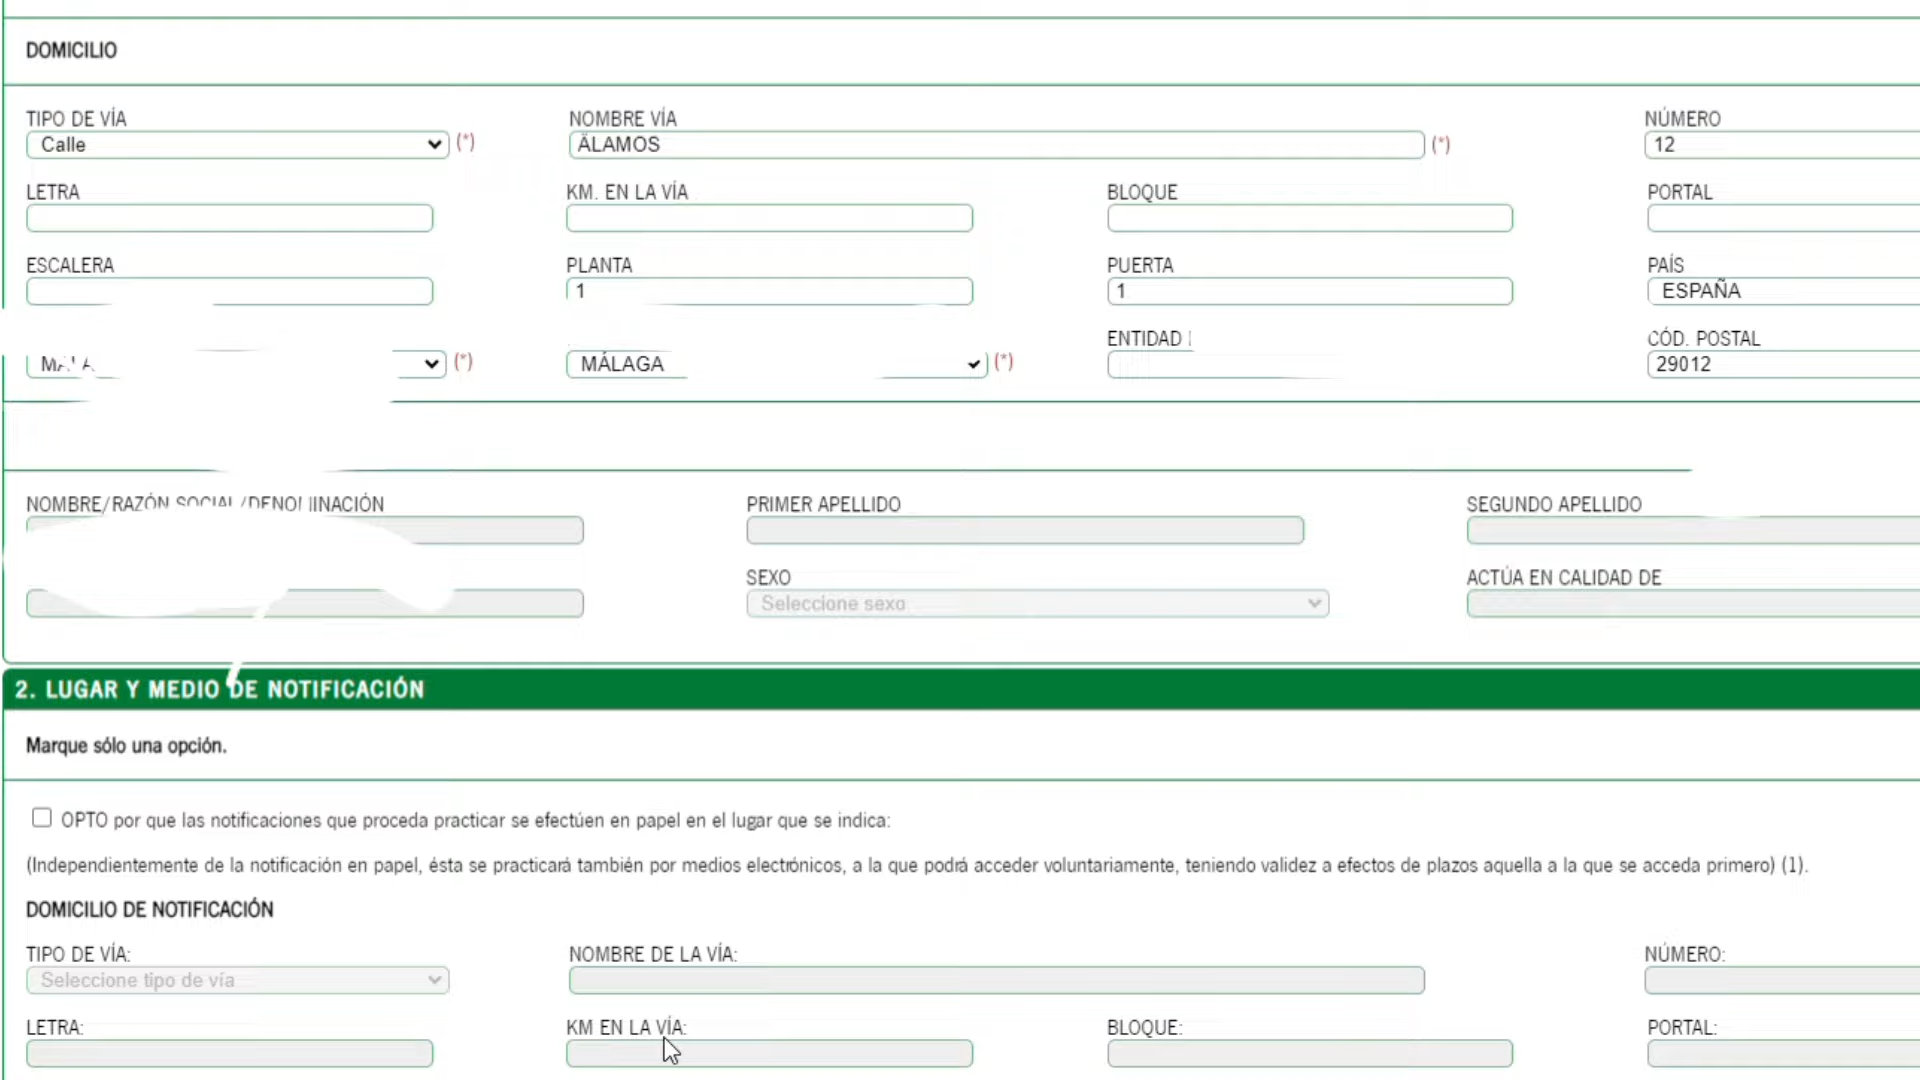 DOMICILIO
TIPO DE VÍA NOMBRE VÍA NÚMERO
Calle (*) ÄLAMOS (*) 12
LETRA KM. EN LA VÍA BLOQUE PORTAL
ESCALERA PLANTA PUERTA PAÍS
1 1 ESPAÑA
ENTIDAD CÓD. POSTAL
(*) MÁLAGA (*) 29012
NOMBRE/RAZÓN SOCIAL/DENOMINACIÓN PRIMER APELLIDO SEGUNDO APELLIDO
SEXO ACTÚA EN CALIDAD DE
Seleccione sexo
2. LUGAR Y MEDIO DE NOTIFICACIÓN
Marque sólo una opción.
OPTO por que las notificaciones que proceda practicar se efectúen en papel en el lugar que se indica:
(Independientemente de la notificación en papel, ésta se practicará también por medios electrónicos, a la que podrá acceder voluntariamente, teniendo validez a efectos de plazos aquella a la que se acceda primero) (1).
DOMICILIO DE NOTIFICACIÓN
TIPO DE VÍA: NOMBRE DE LA VÍA: NÚMERO:
Seleccione tipo de vía
LETRA: KM EN LA VÍA: BLOQUE: PORTAL: